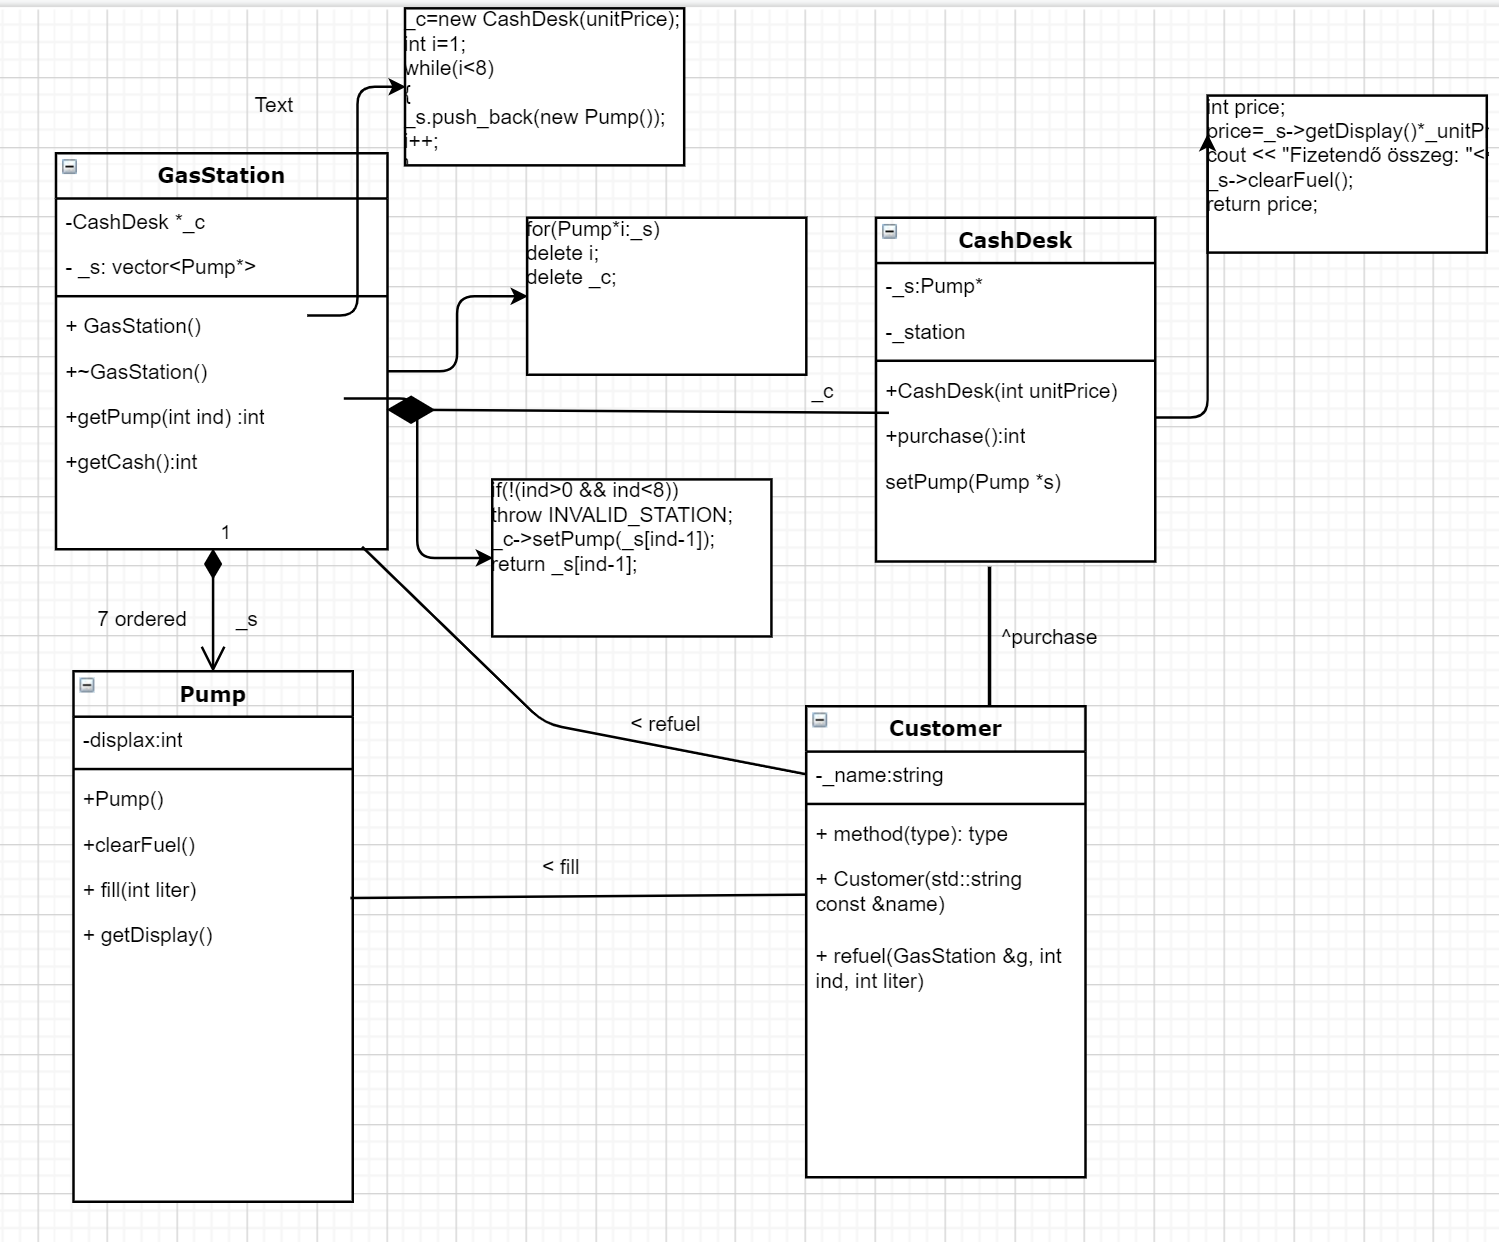 _c=new CashDesk(unitPrice);
int i=1;
while(i<8)
{
_s.push_back(new Pump());
i++;
Text
GasStation
-CashDesk *_c
- _s: vector<Pump*>
+ GasStation()
+~GasStation()
+getPump(int ind) :int
+getCash():int
1
for(Pump*i:_s)
delete i;
delete _c;
_c
CashDesk
-_s:Pump*
-_station
+CashDesk(int unitPrice)
+purchase():int
setPump(Pump *s)
int price;
price=_s->getDisplay()*_unitP
cout << "Fizetendő összeg: "<
_s->clearFuel();
return price;
if(!(ind>0 && ind<8))
throw INVALID_STATION;
_c->setPump(_s[ind-1]);
return _s[ind-1];
7 ordered
_s
^purchase
Pump
-displax:int
+Pump()
+clearFuel()
+ fill(int liter)
+ getDisplay()
< refuel
< fill
Customer
-_name:string
+ method(type): type
+ Customer(std::string
const &name)
+ refuel(GasStation &g, int
ind, int liter)